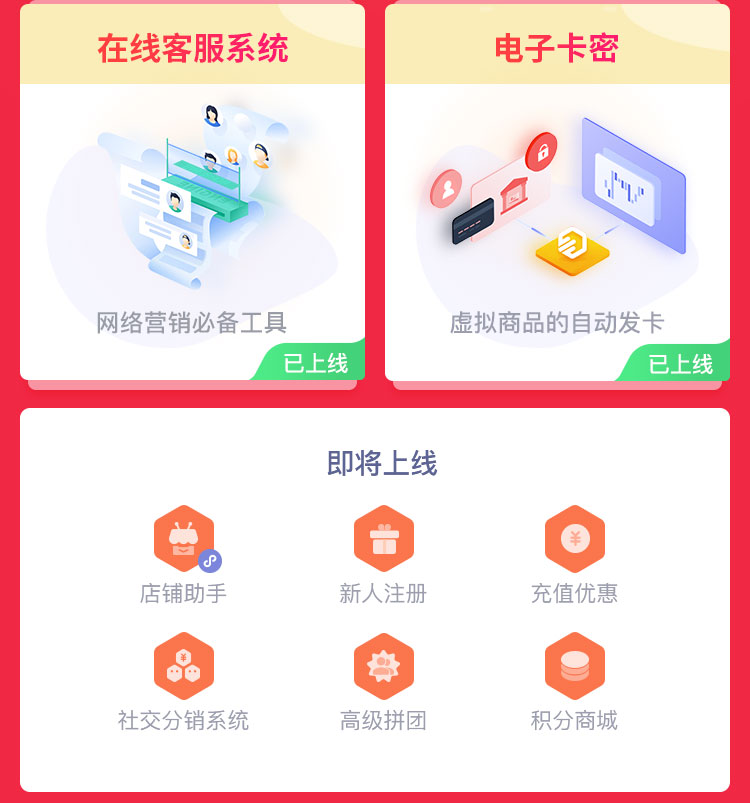 在线客服系统
电子卡密
网络营销必备工具
虚拟商品的自动发卡
已上线
已上线
即将上线
店铺助手
新人注册
充值优惠
社交分销系统
高级拼团
积分商城